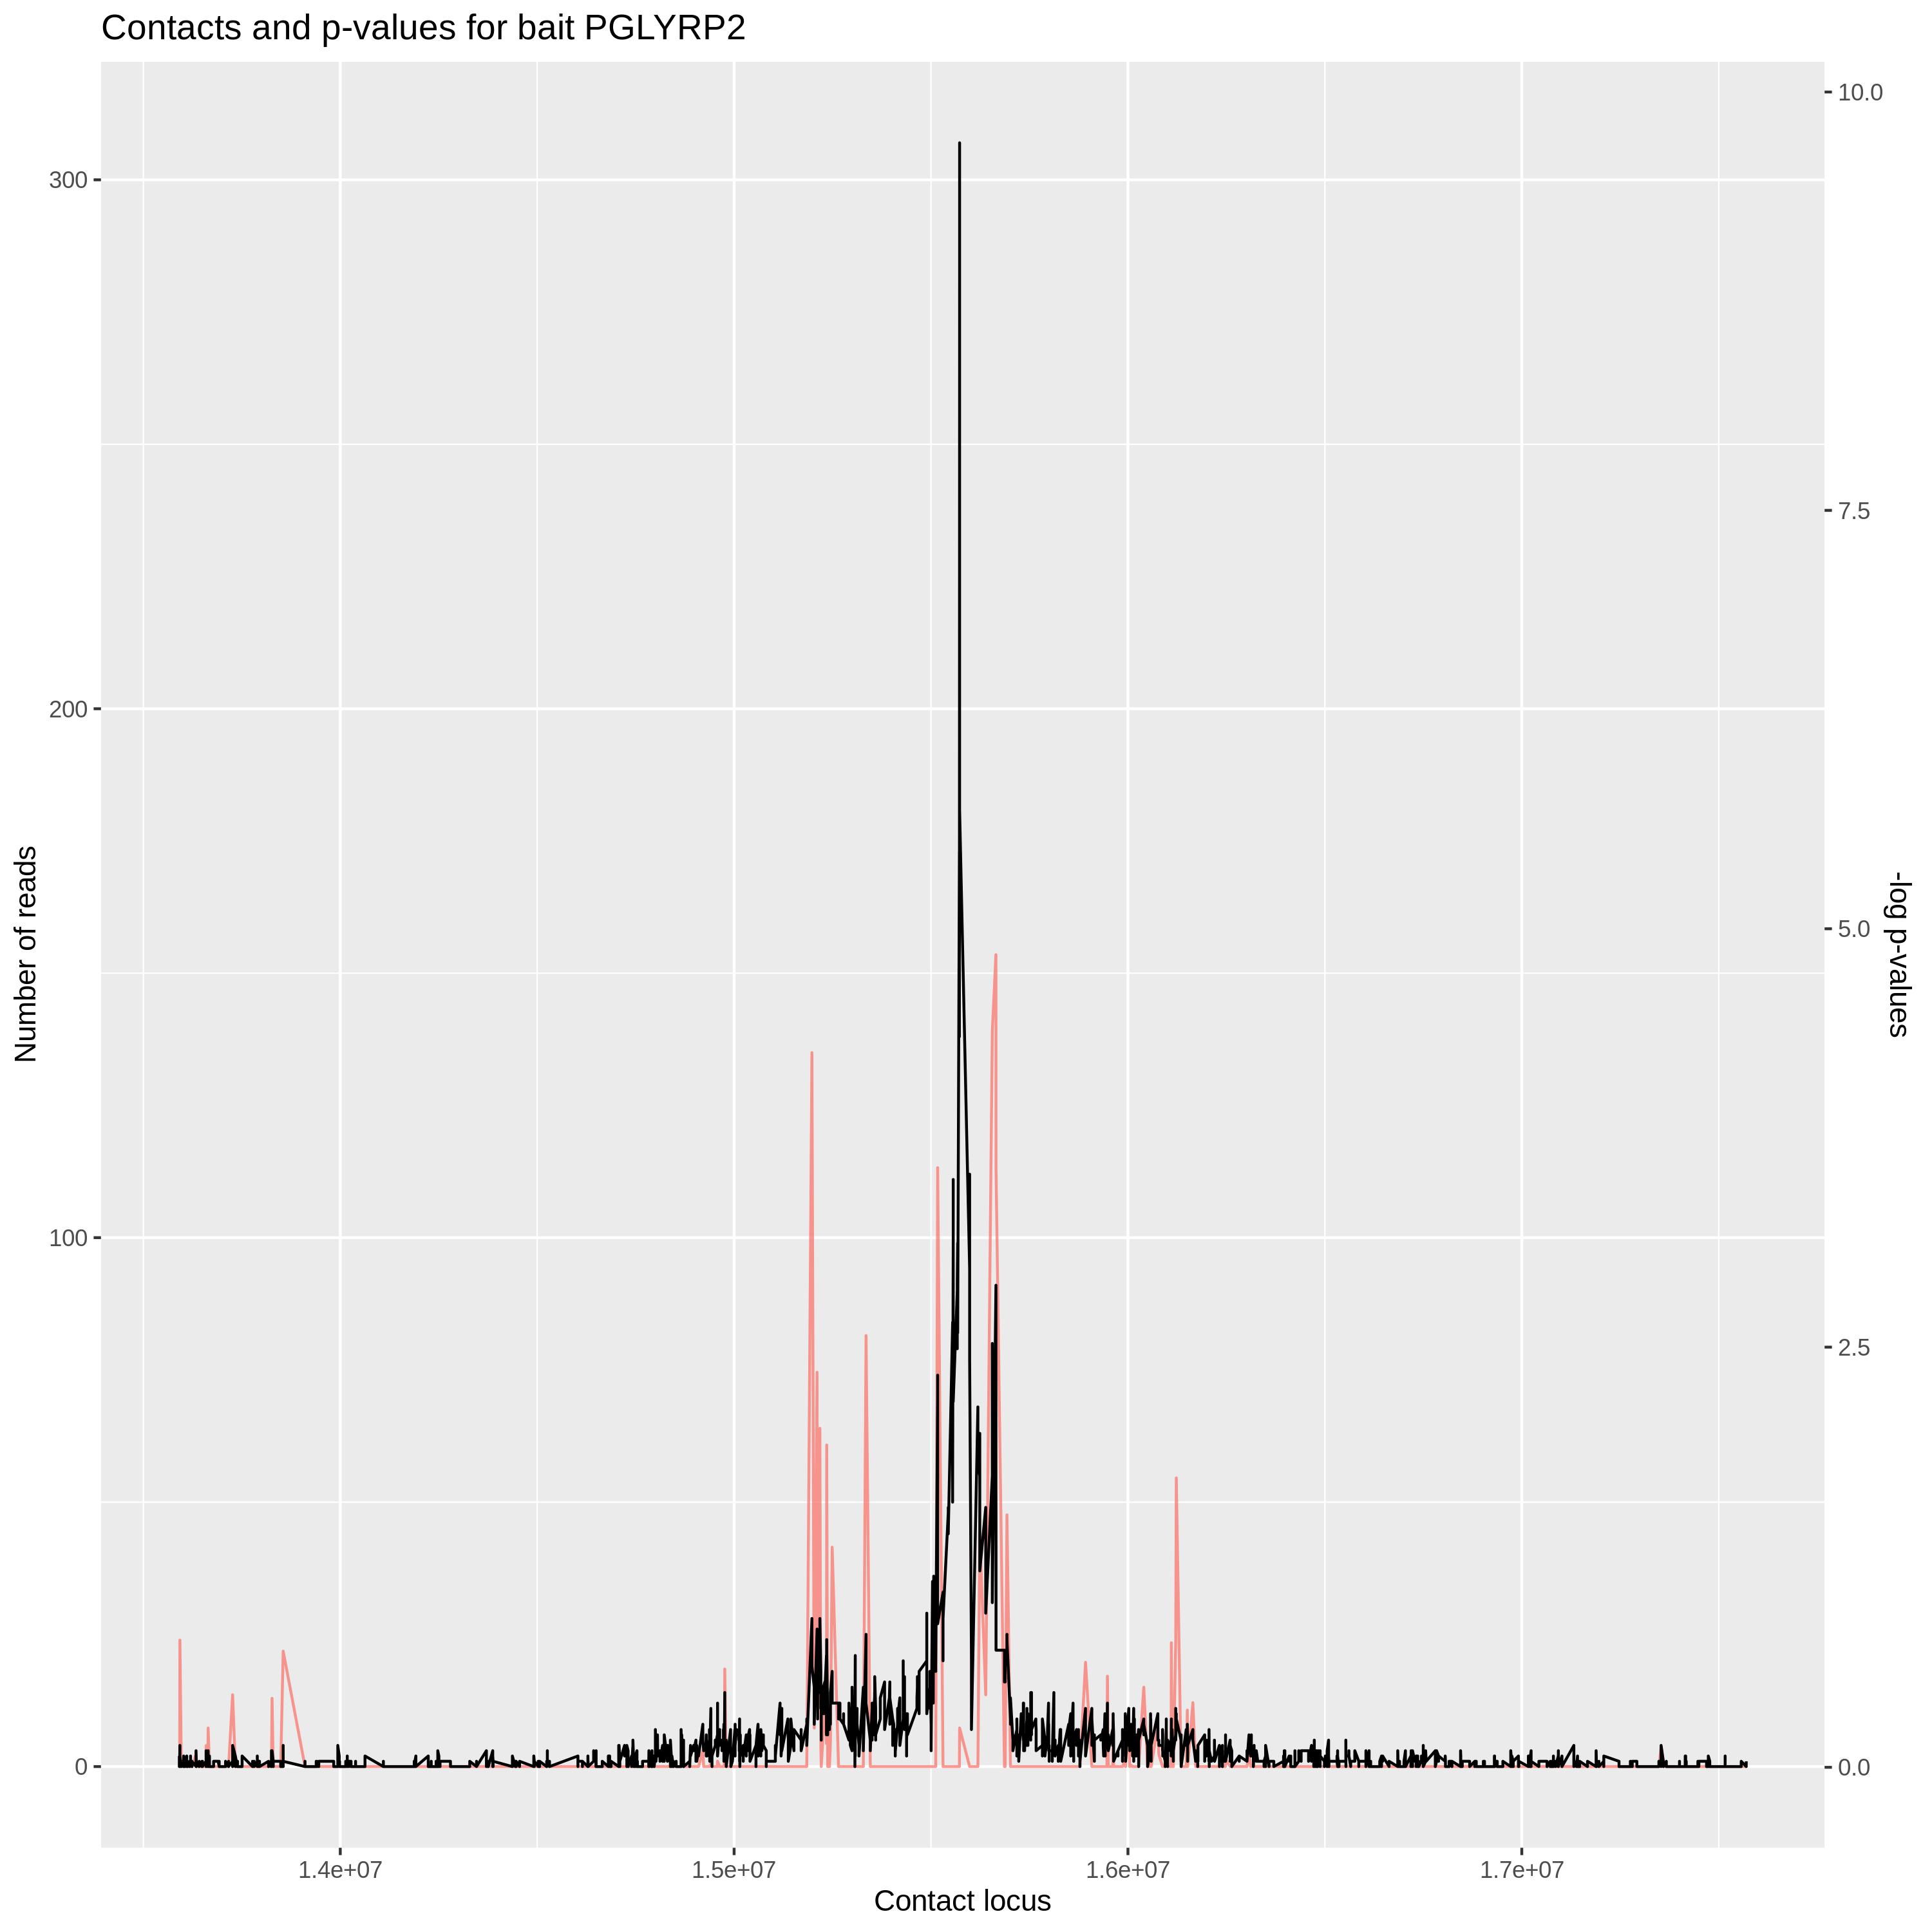 Contacts and p-values for bait PGLYRP2
10.0
300
7.5
200
5.0
Number of reads
-log p-values
2.5
100
0
0.0
1.4e+07
1.5e+07
1.6e+07
1.7e+07
Contact locus